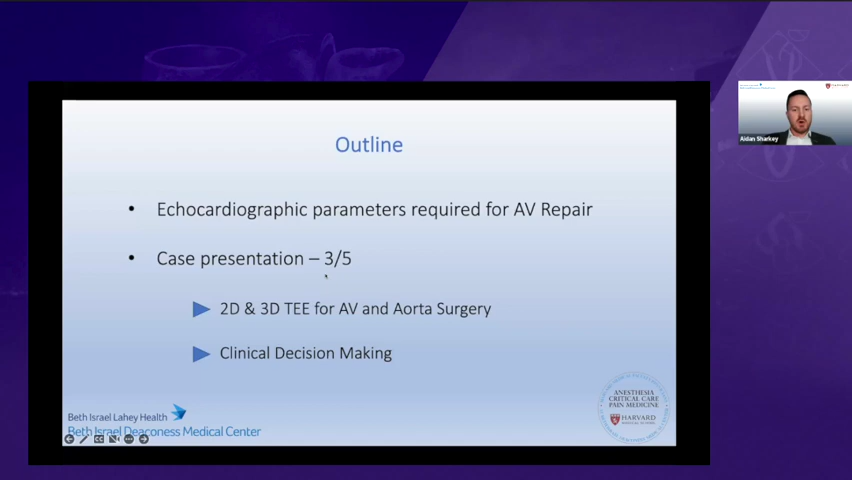 Outline
• Echocardiographic parameters required for AV Repair
• Case presentation – 3/5
2D & 3D TEE for AV and Aorta Surgery
Clinical Decision Making
Beth Israel Lahey Health
Beth Israel Deaconess Medical Center
ANESTHESIA
CRITICAL CARE
PAIN MEDICINE
HARVARD
Aidan Sharkey